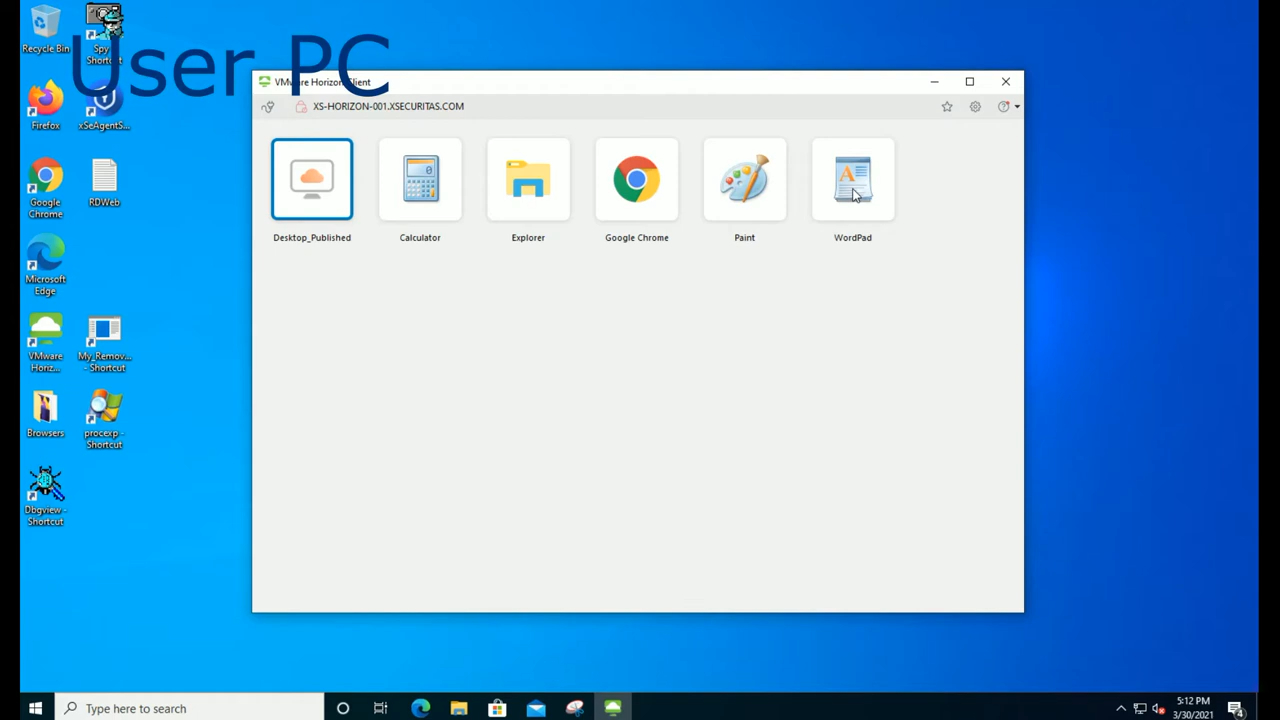 User PC
Recycle Bin
Spy
Shortcut
Firefox
xSeAgentS...
Google
Chrome
RDWeb
Microsoft
Edge
VMware
Horiz...
My_Remov...
- Shortcut
Browsers
procexp -
Shortcut
Dbgview -
Shortcut
VMware Horizon Client
XS-HORIZON-001.XSECURITAS.COM
Desktop_Published
Calculator
Explorer
Google Chrome
Paint
WordPad
Type here to search
5:12 PM
3/30/2021
4